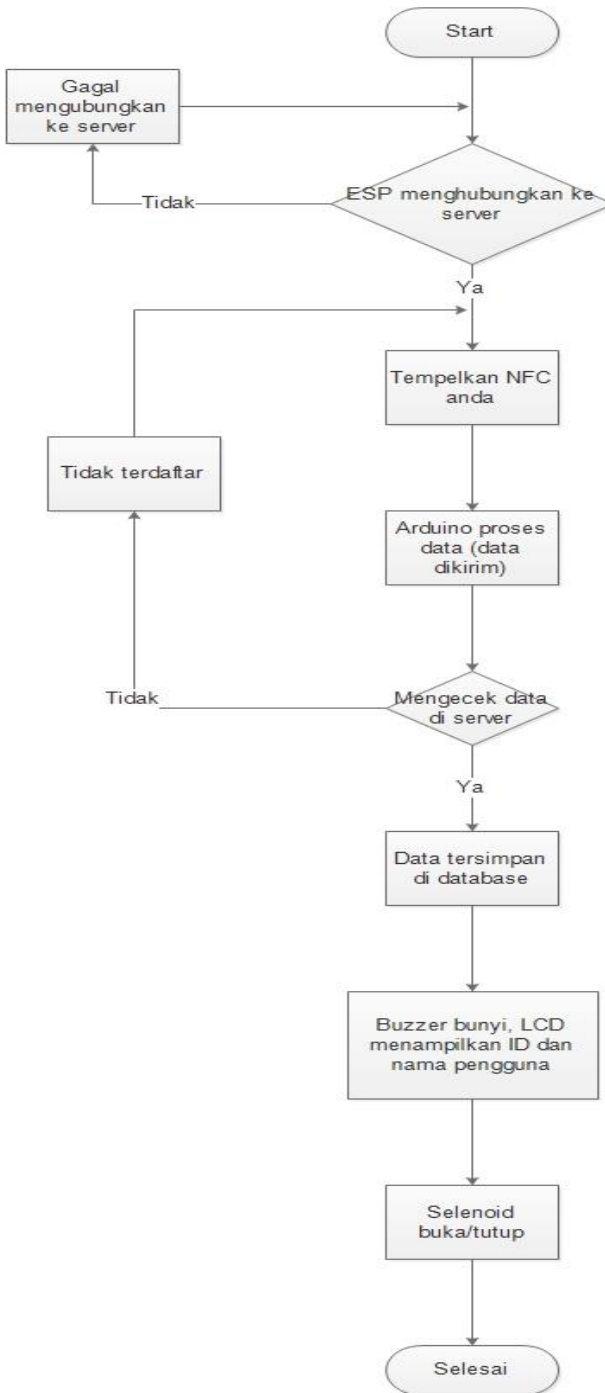 Start
Gagal
mengubungkan
ke server
ESP menghubungkan ke
server
Tidak
Ya
Tempelkan NFC
anda
Tidak terdaftar
Arduino proses
data (data
dikirim)
Mengecek data
di server
Tidak
Ya
Data tersimpan
di database
Buzzer bunyi, LCD
menampilkan ID dan
nama pengguna
Selenoid
buka/tutup
Selesai